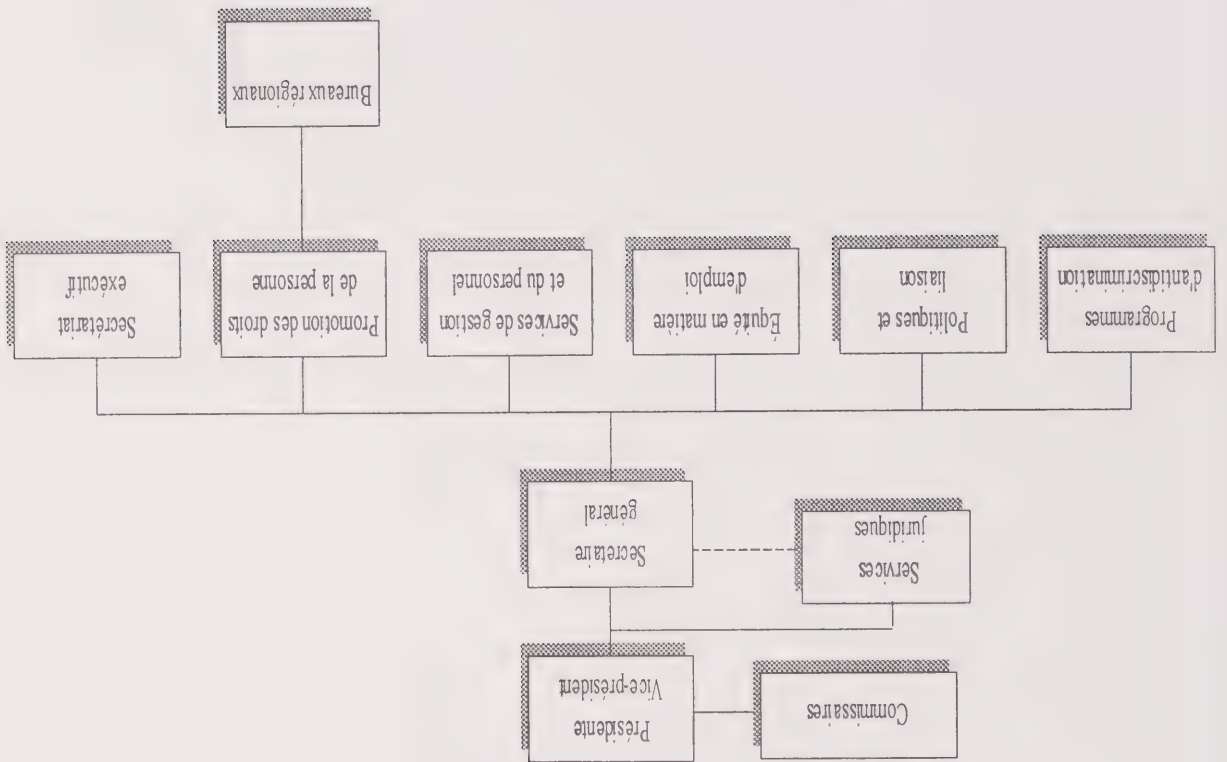 Commissaires
Présidente
Vice-président
Services
juridiques
Secrétaire
général
Programmes
d'antidiscrimination
Politiques et
liaison
Équité en matière
d'emploi
Services de gestion
et du personnel
Promotion des droits
de la personne
Secrétariat
exécutif
Bureaux régionaux